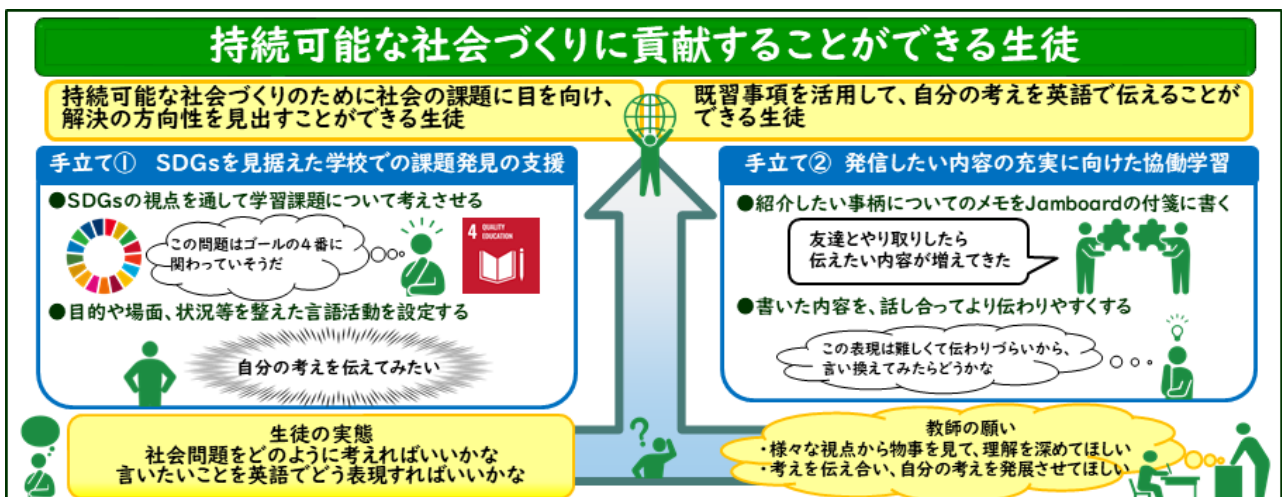 持続可能な社会づくりに貢献することができる生徒
持続可能な社会づくりのために社会の課題に目を向け、
解決の方向性を見出すことができる生徒
既習事項を活用して、自分の考えを英語で伝えることが
できる生徒
手立て① SDGsを見据えた学校での課題発見の支援
●SDGsの視点を通して学習課題について考えさせる
この問題はゴールの4番に
関わっていそうだ
4 QUALITY
EDUCATION
●目的や場面、状況等を整えた言語活動を設定する
自分の考えを伝えてみたい
手立て② 発信したい内容の充実に向けた協働学習
●紹介したい事柄についてのメモをJamboardの付箋に書く
友達とやり取りしたら
伝えたい内容が増えてきた
●書いた内容を、話し合ってより伝わりやすくする
この表現は難しくて伝わりづらいから、
言い換えてみたらどうかな
生徒の実態
社会問題をどのように考えればいいかな
言いたいことを英語でどう表現すればいいかな
?
教師の願い
・様々な視点から物事を見て、理解を深めてほしい
・考えを伝え合い、自分の考えを発展させてほしい